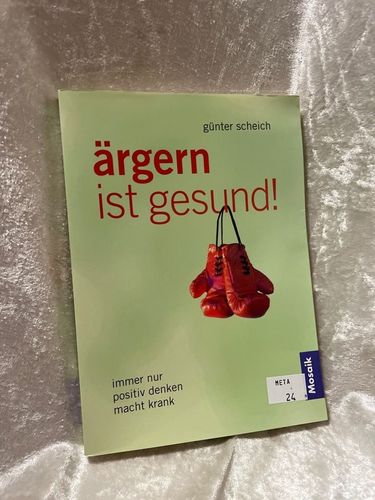 günter scheich
ärgern
ist gesund!
immer nur
positiv denken
macht krank
META
24
Mosaik